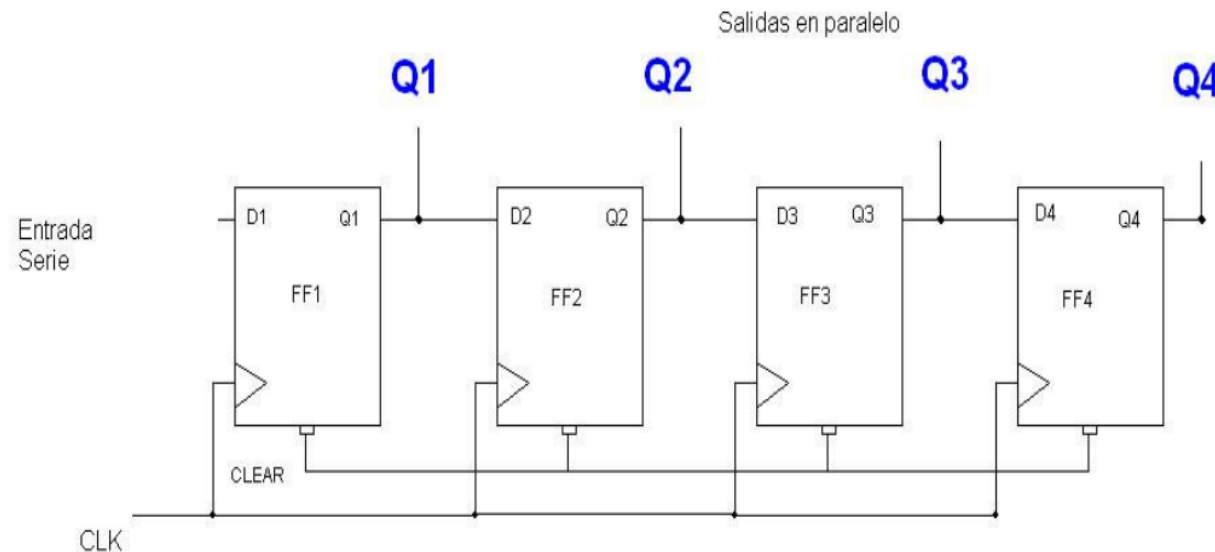 Salidas en paralelo
Q1 Q2 Q3 Q4
Entrada
Serie
D1 Q1 D2 Q2 D3 Q3 D4 Q4
FF1 FF2 FF3 FF4
CLEAR
CLK